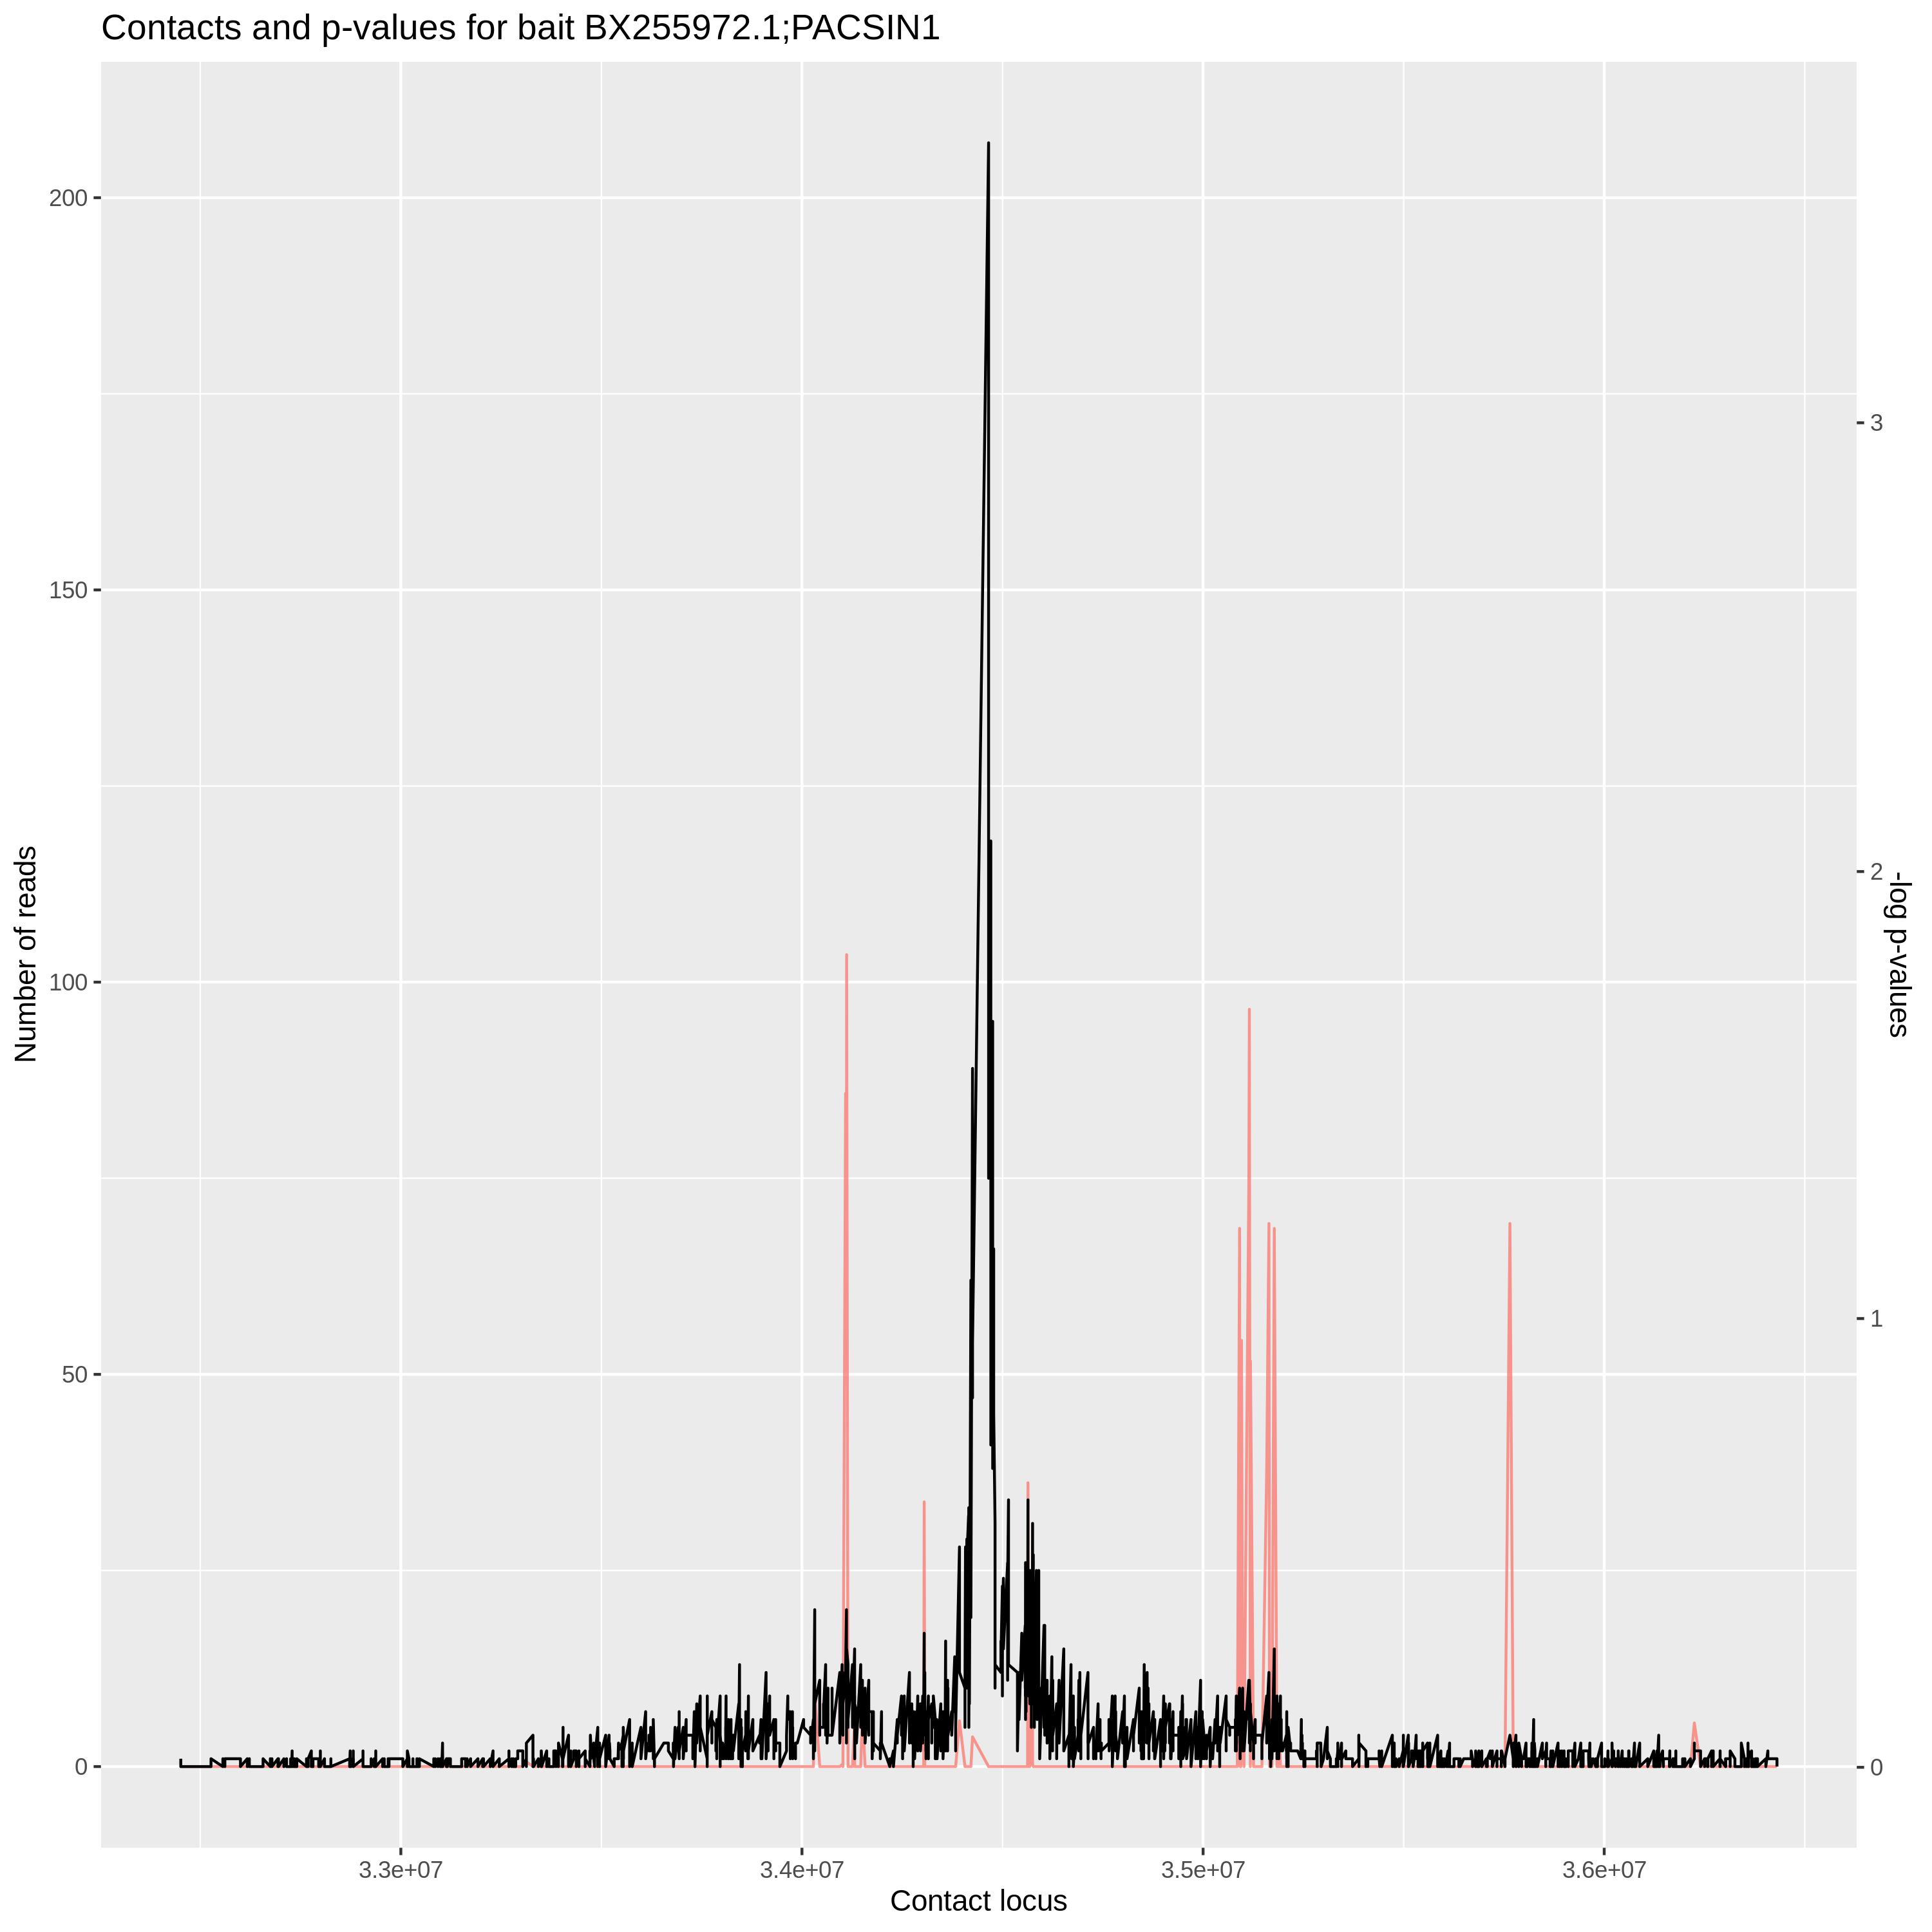 Contacts and p-values for bait BX255972.1;PACSIN1
Number of reads
200
150
100
50
0
3
2
1
0
-log p-values
3.3e+07
3.4e+07
3.5e+07
3.6e+07
Contact locus